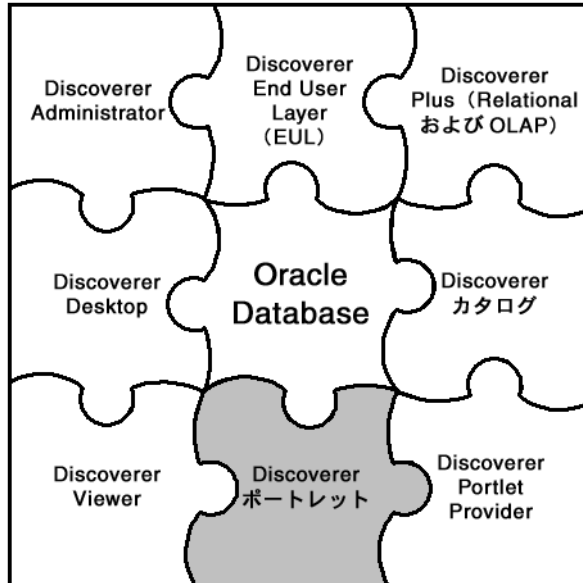 Discoverer
Administrator
Discoverer
End User
Layer
（EUL）
Discoverer
Plus（Relational
および OLAP）
Discoverer
Desktop
Oracle
Database
Discoverer
カタログ
Discoverer
Viewer
Discoverer
ポートレット
Discoverer
Portlet
Provider